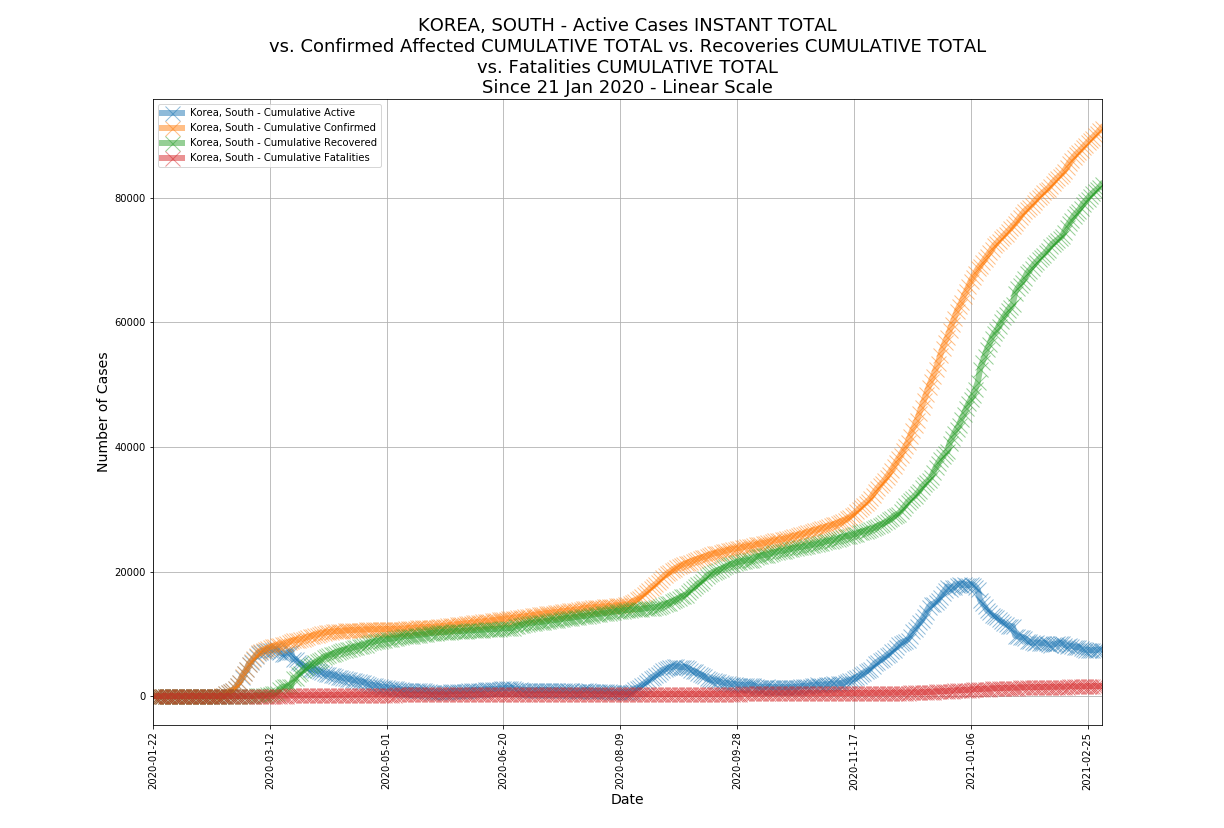 KOREA, SOUTH - Active Cases INSTANT TOTAL
vs. Confirmed Affected CUMULATIVE TOTAL vs. Recoveries CUMULATIVE TOTAL
vs. Fatalities CUMULATIVE TOTAL
Since 21 Jan 2020 - Linear Scale
Korea, South - Cumulative Active
Korea, South - Cumulative Confirmed
Korea, South - Cumulative Recovered
Korea, South - Cumulative Fatalities
Number of Cases
80000
60000
40000
20000
0
2020-01-22
2020-03-12
2020-05-01
2020-06-20
2020-08-09
2020-09-28
2020-11-17
2021-01-06
2021-02-25
Date